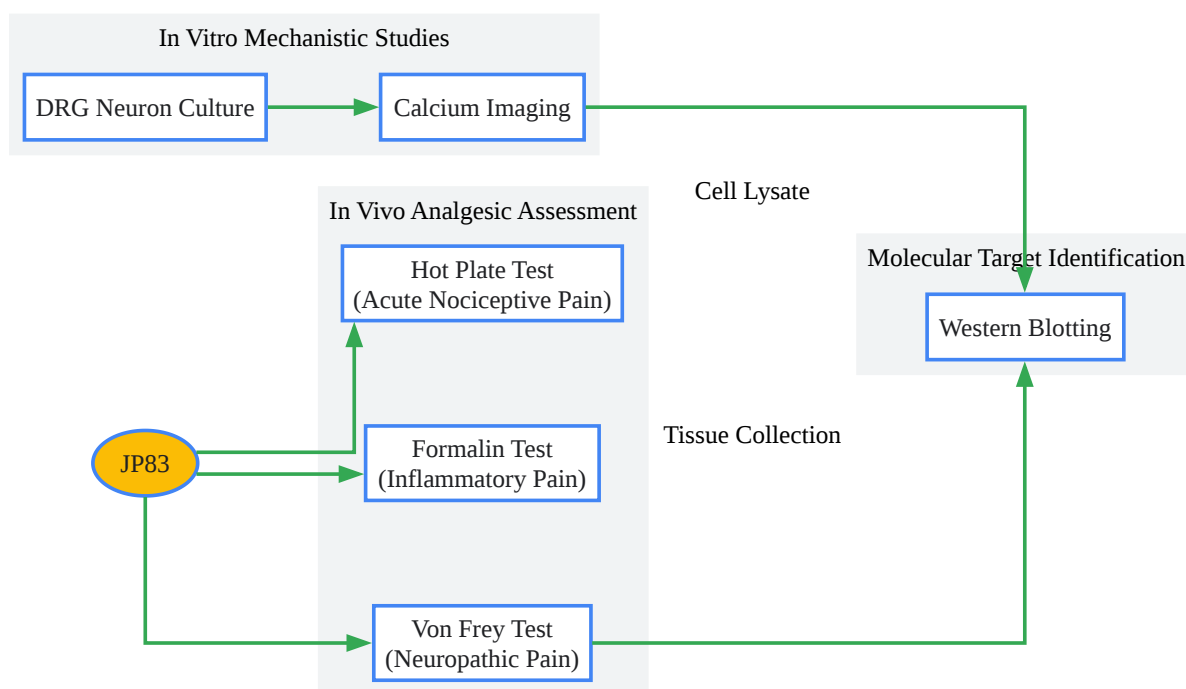 In Vitro Mechanistic Studies
DRG Neuron Culture
Calcium Imaging
Cell Lysate
In Vivo Analgesic Assessment
Hot Plate Test
(Acute Nociceptive Pain)
Molecular Target Identification
Western Blotting
JP83
Formalin Test
(Inflammatory Pain)
Tissue Collection
Von Frey Test
(Neuropathic Pain)